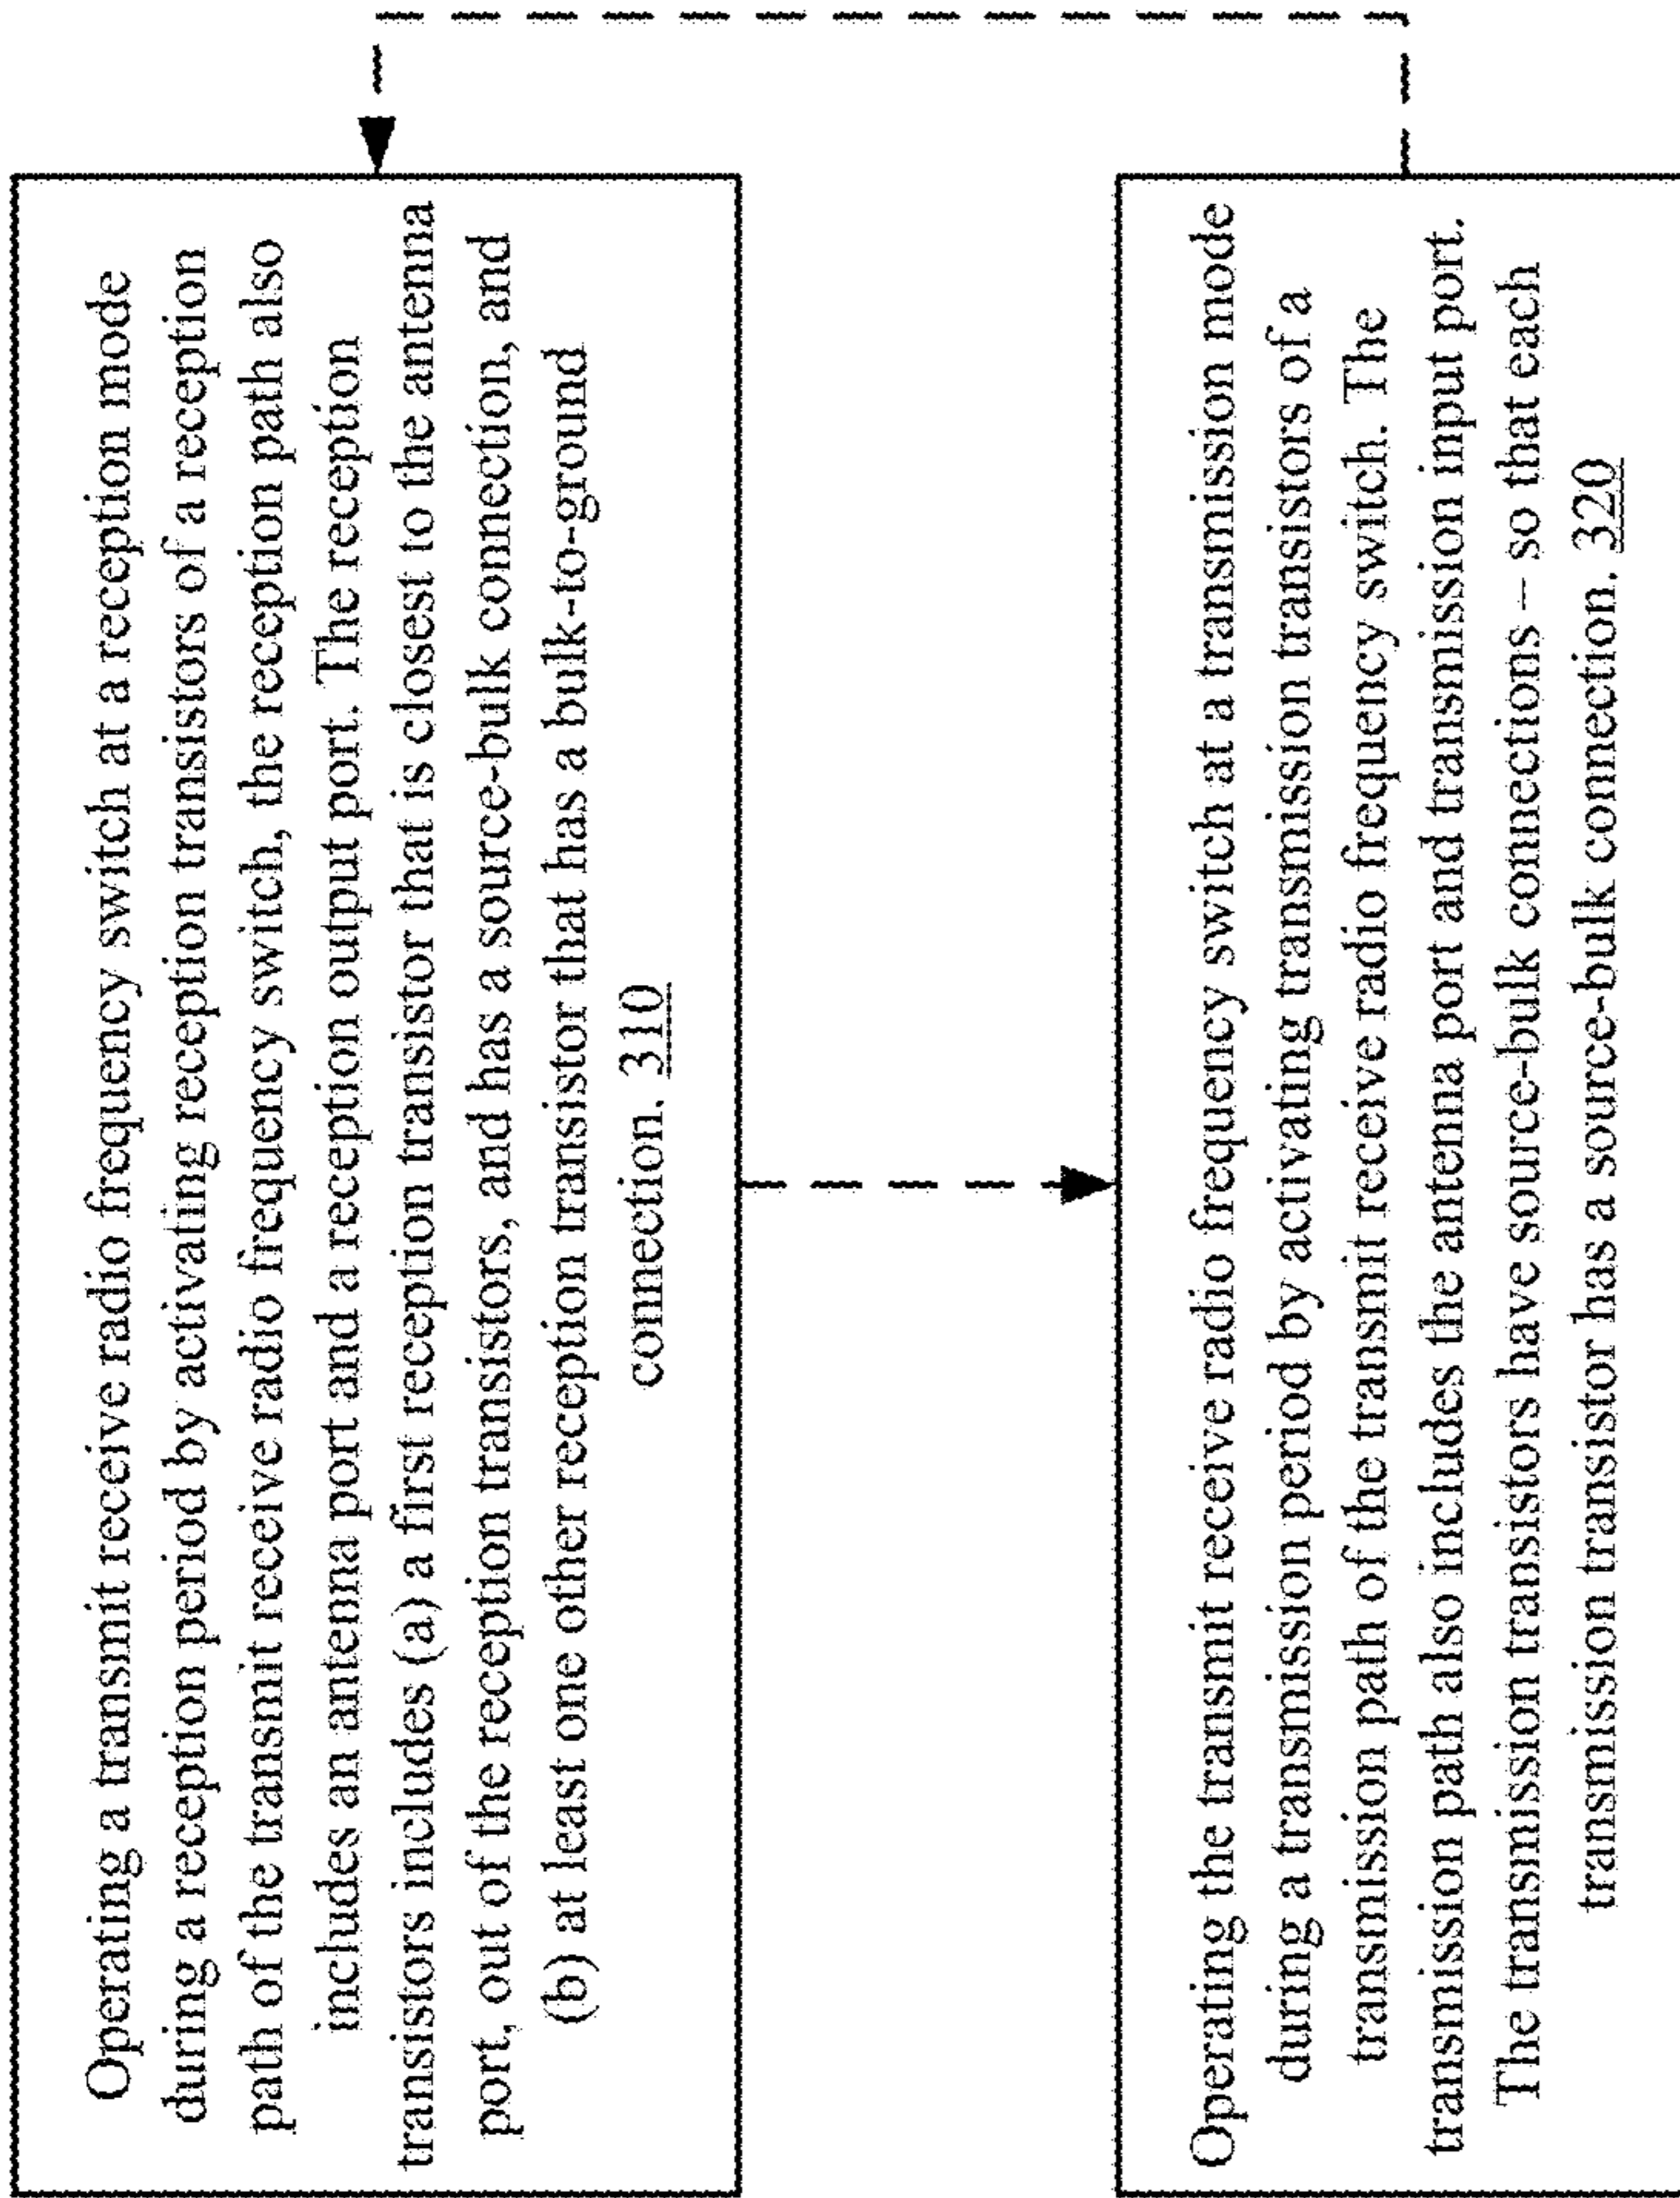 Operating a transmit receive radio frequency switch at a reception mode
during a reception period by activating reception transistors of a reception
path of the transmit receive radio frequency switch, the reception path also
includes an antenna port and a reception output port. The reception
transistors includes (a) a first reception transistor that is closest to the antenna
port, out of the reception transistors, and has a source-bulk connection, and
(b) at least one other reception transistor that has a bulk-to-ground
connection. 310
Operating the transmit receive radio frequency switch at a transmission mode
during a transmission period by activating transmission transistors of a
transmission path of the transmit receive radio frequency switch. The
transmission path also includes the antenna port and transmission input port.
The transmission transistors have source-bulk connections – so that each
transmission transistor has a source-bulk connection. 320